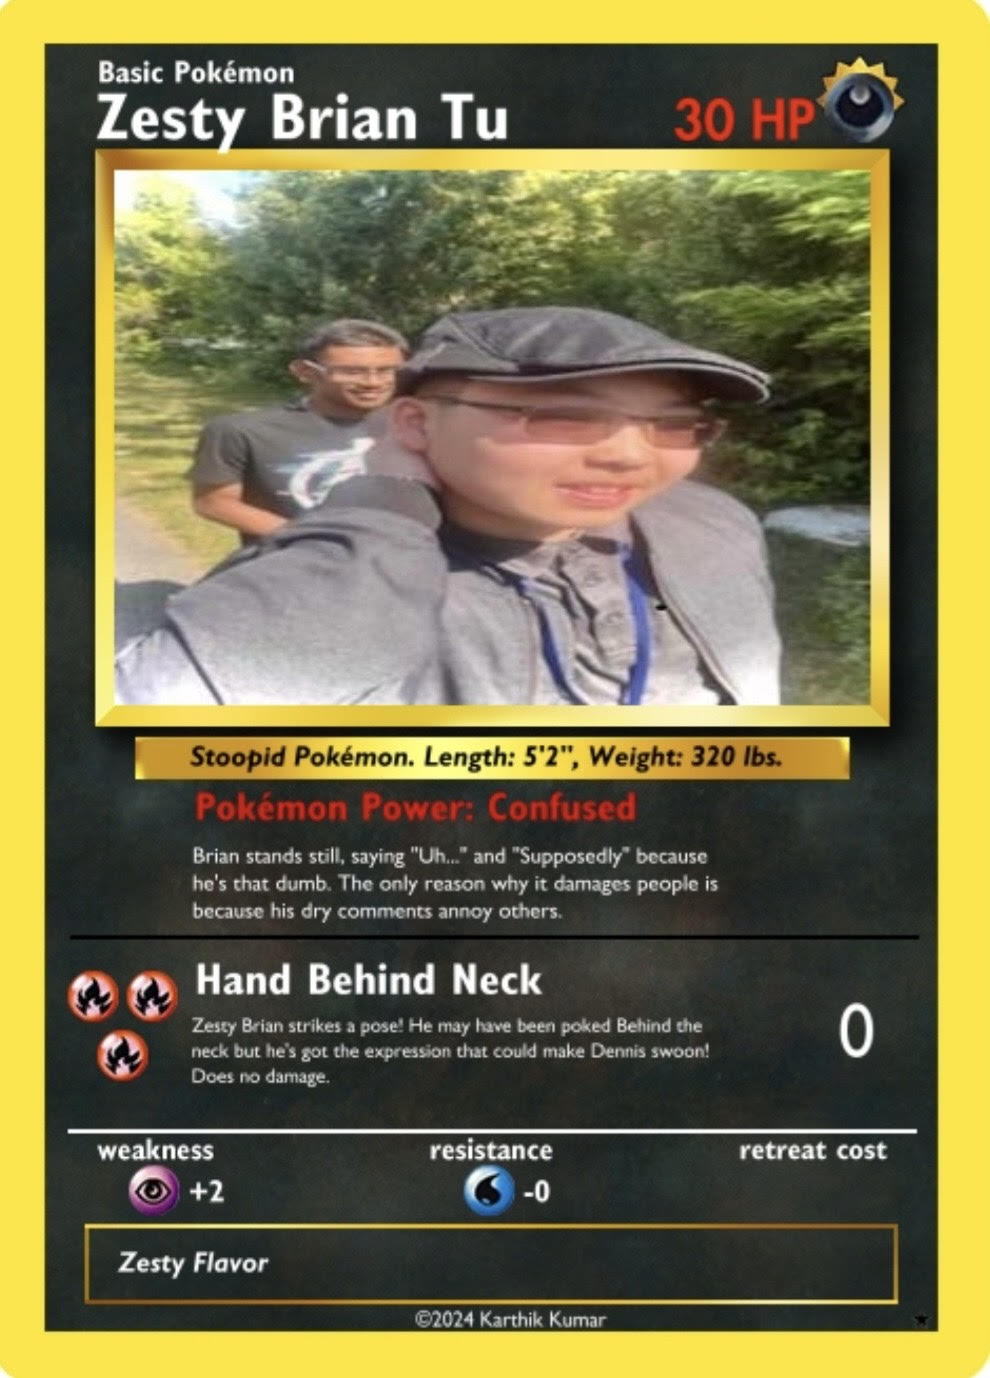 Basic Pokémon
Zesty Brian Tu
30 HP
Stoopid Pokémon. Length: 5'2", Weight: 320 lbs.
Pokémon Power: Confused
Brian stands still, saying "Uh..." and "Supposedly" because
he's that dumb. The only reason why it damages people is
because his dry comments annoy others.
Hand Behind Neck
0
Zesty Brian strikes a pose! He may have been poked Behind the
neck but he's got the expression that could make Dennis swoon!
Does no damage.
weakness resistance retreat cost
+2 -0
Zesty Flavor
©2024 Karthik Kumar